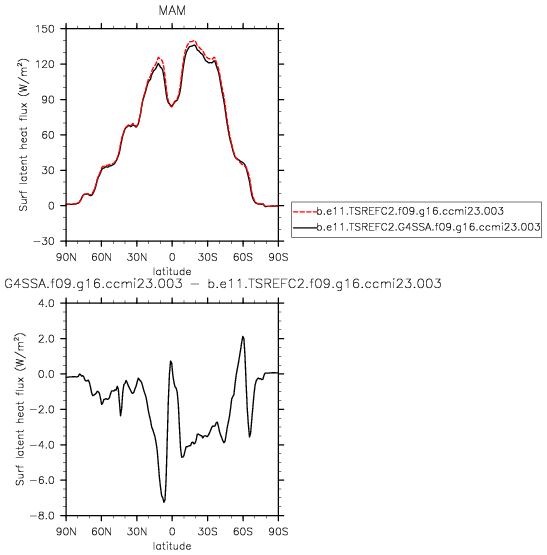 MAM
150
120
90
60
30
0
−30
Surf latent heat flux (W/m²)
90N 60N 30N 0 30S 60S 90S
latitude
b.e11.TSREFC2.f09.g16.ccmi23.003
b.e11.TSREFC2.G4SSA.f09.g16.ccmi23.003
G4SSA.f09.g16.ccmi23.003 − b.e11.TSREFC2.f09.g16.ccmi23.003
4.0
2.0
0.0
−2.0
−4.0
−6.0
−8.0
Surf latent heat flux (W/m²)
90N 60N 30N 0 30S 60S 90S
latitude